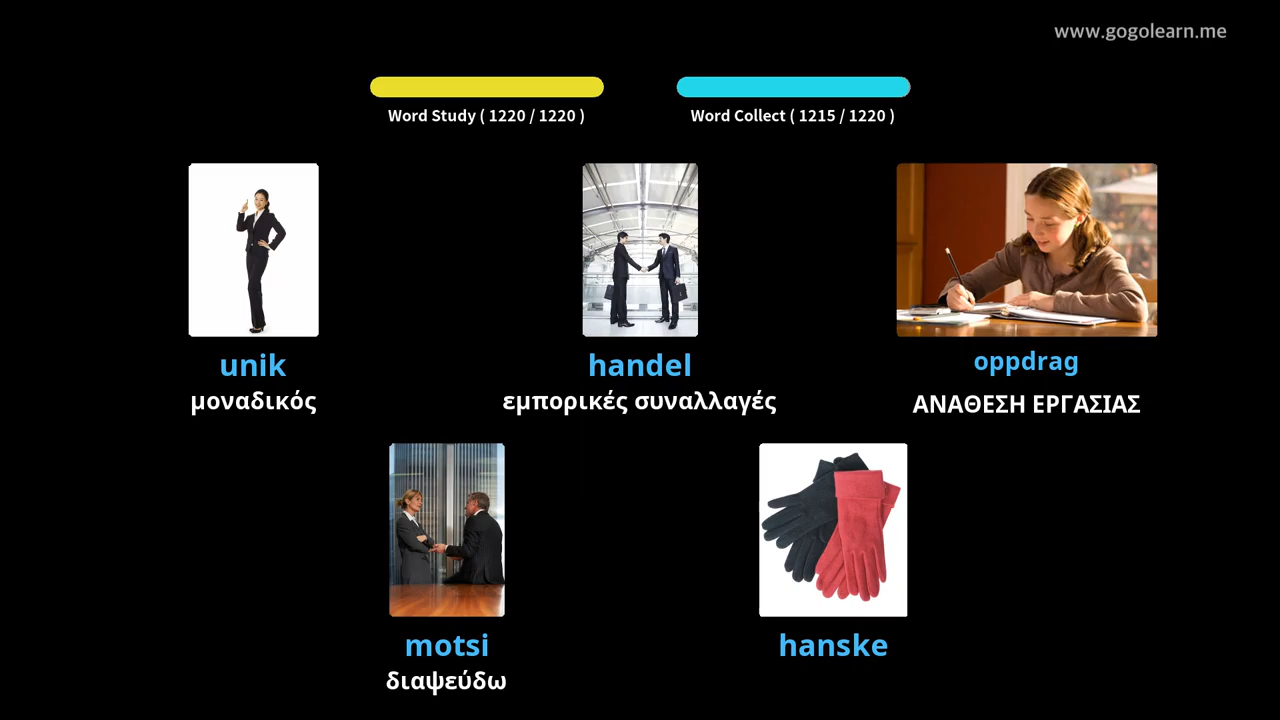 www.gogolearn.me
Word Study ( 1220 / 1220 )
Word Collect ( 1215 / 1220 )
unik
μοναδικός
handel
εμπορικές συναλλαγές
oppdrag
ΑΝΑΘΕΣΗ ΕΡΓΑΣΙΑΣ
motsi
διαψεύδω
hanske